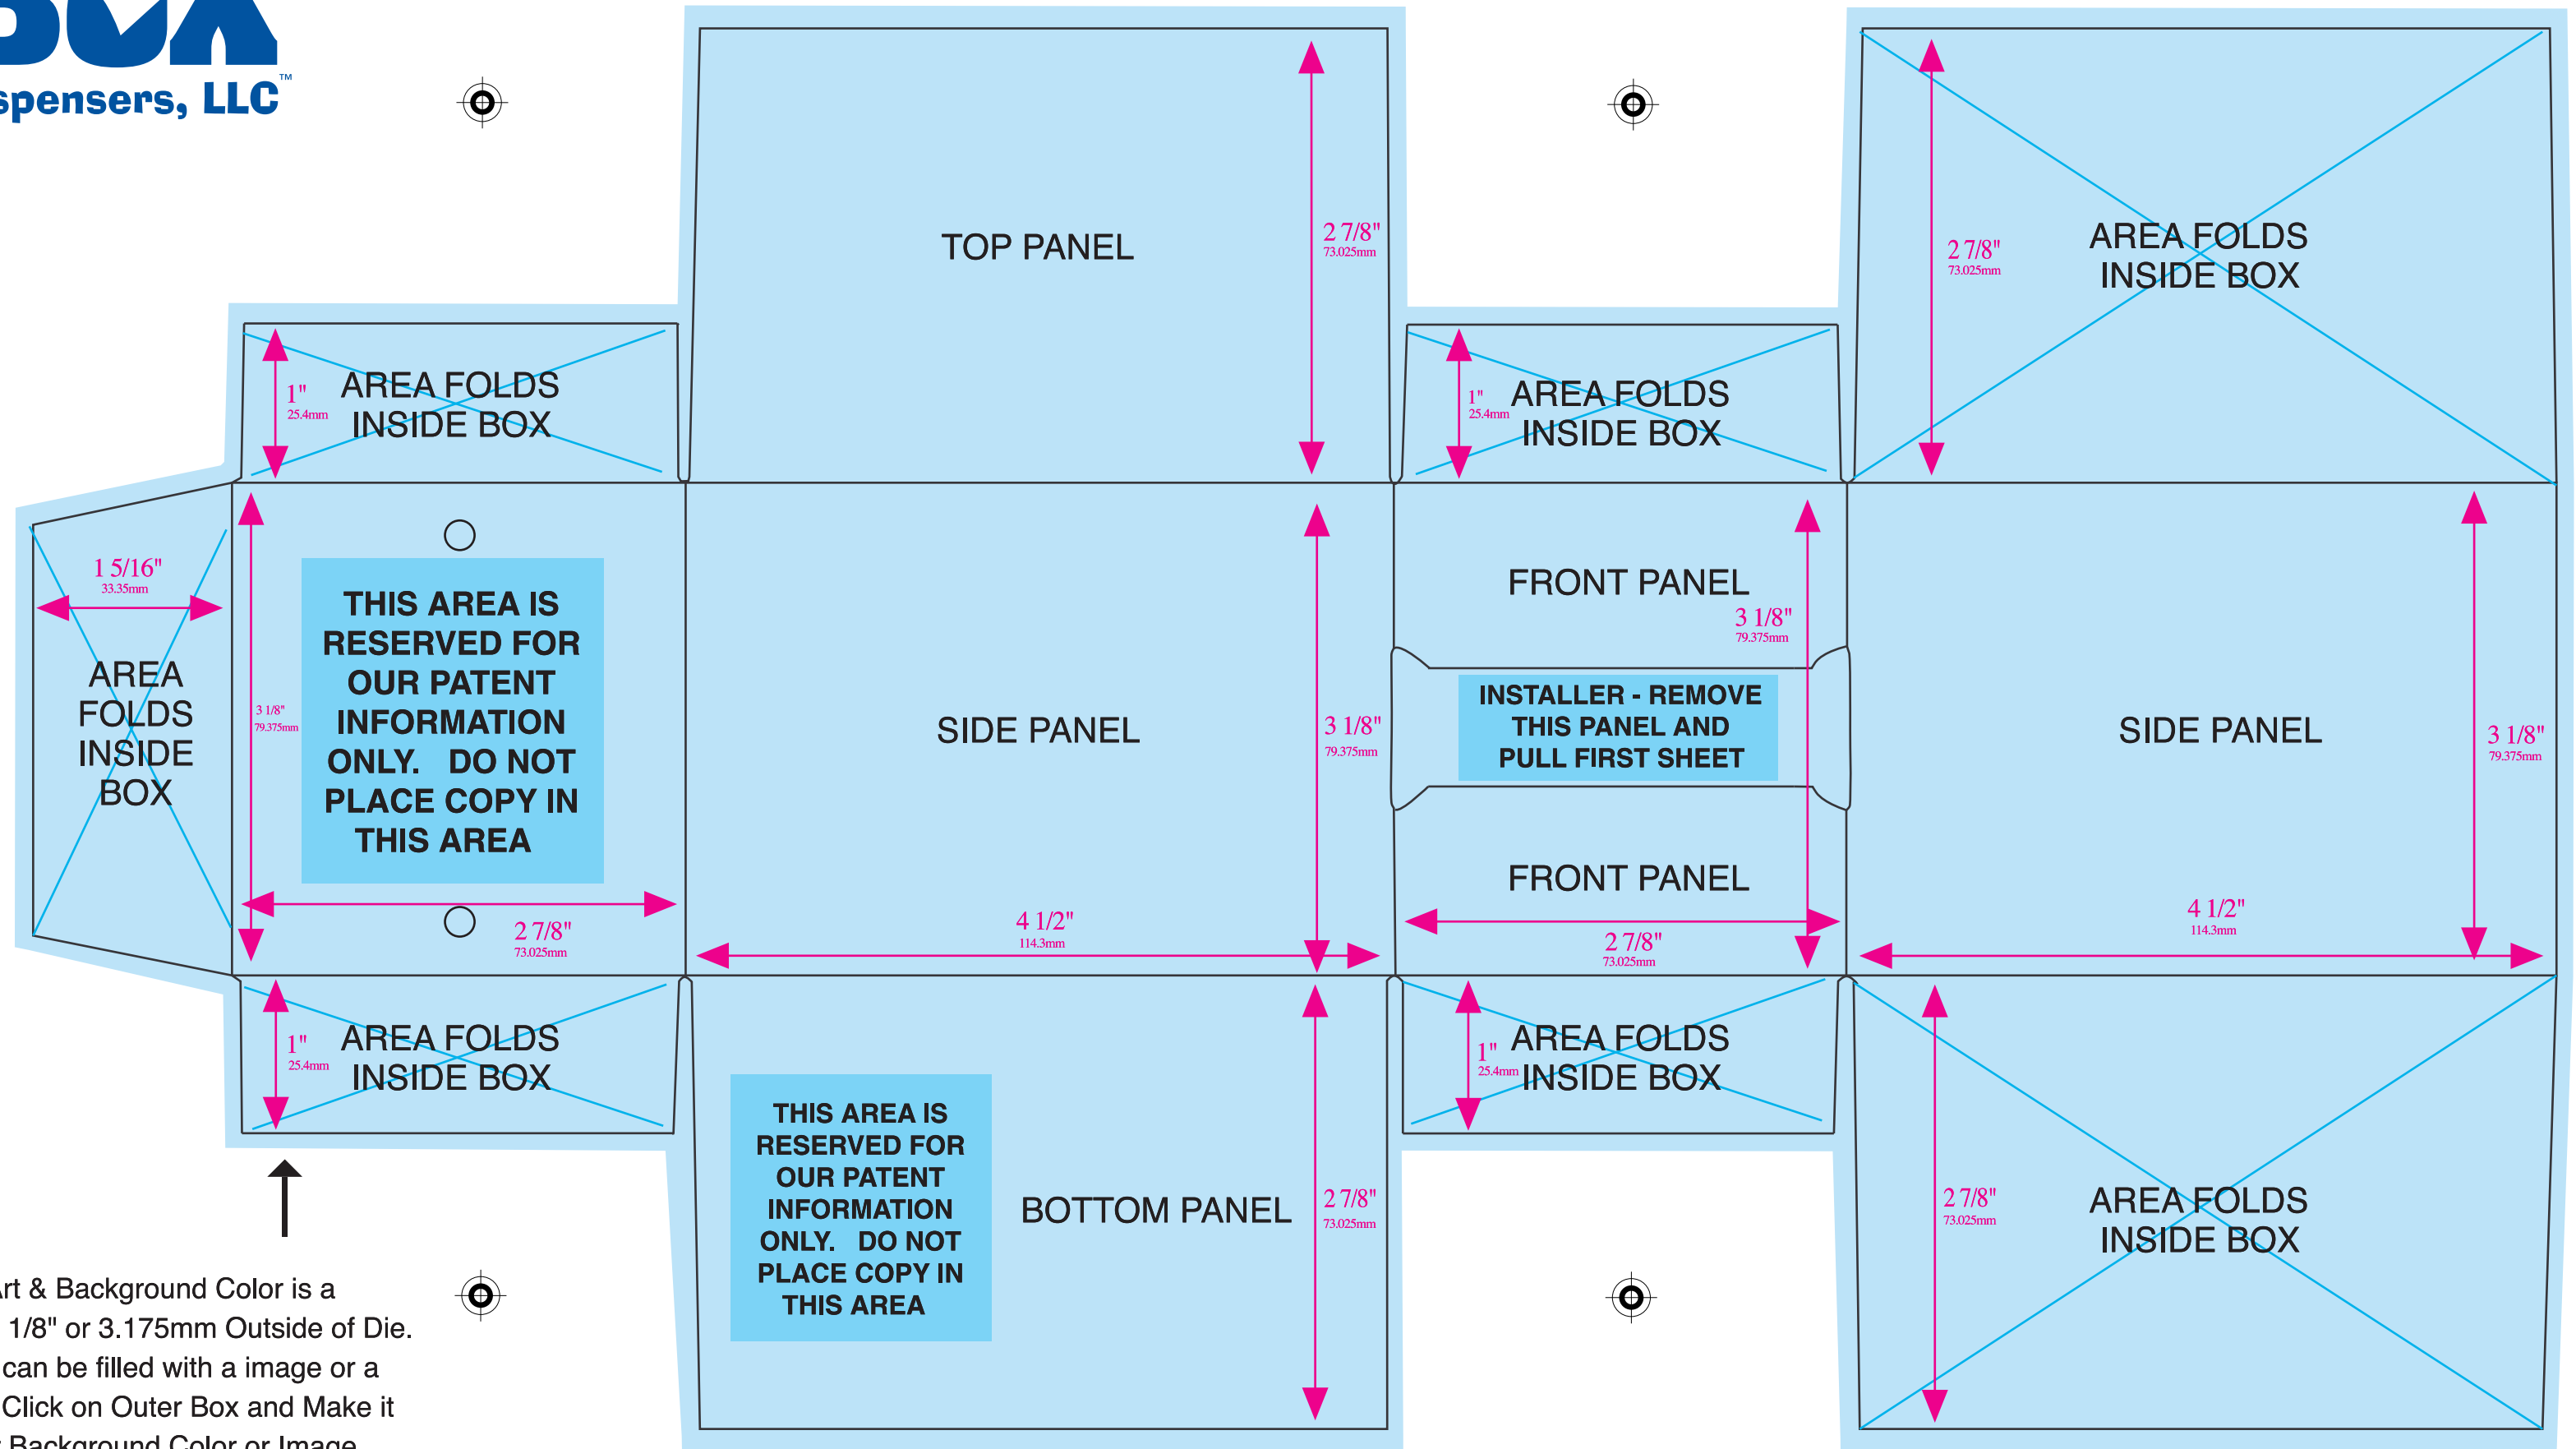 BOX
spensers, LLC™
TOP PANEL
2 7/8"
73.025mm
2 7/8"
73.025mm
AREA FOLDS
INSIDE BOX
1"
25.4mm
AREA FOLDS
INSIDE BOX
1"
25.4mm
AREA FOLDS
INSIDE BOX
1 5/16"
33.35mm
AREA
FOLDS
INSIDE
BOX
3 1/8"
79.375mm
THIS AREA IS
RESERVED FOR
OUR PATENT
INFORMATION
ONLY. DO NOT
PLACE COPY IN
THIS AREA
2 7/8"
73.025mm
SIDE PANEL
3 1/8"
79.375mm
4 1/2"
114.3mm
FRONT PANEL
3 1/8"
79.375mm
INSTALLER - REMOVE
THIS PANEL AND
PULL FIRST SHEET
FRONT PANEL
2 7/8"
73.025mm
SIDE PANEL
3 1/8"
79.375mm
4 1/2"
114.3mm
1"
25.4mm
AREA FOLDS
INSIDE BOX
THIS AREA IS
RESERVED FOR
OUR PATENT
INFORMATION
ONLY. DO NOT
PLACE COPY IN
THIS AREA
BOTTOM PANEL
2 7/8"
73.025mm
1"
25.4mm
AREA FOLDS
INSIDE BOX
2 7/8"
73.025mm
AREA FOLDS
INSIDE BOX
Art & Background Color is a
1/8" or 3.175mm Outside of Die.
can be filled with a image or a
Click on Outer Box and Make it
Background Color or Image